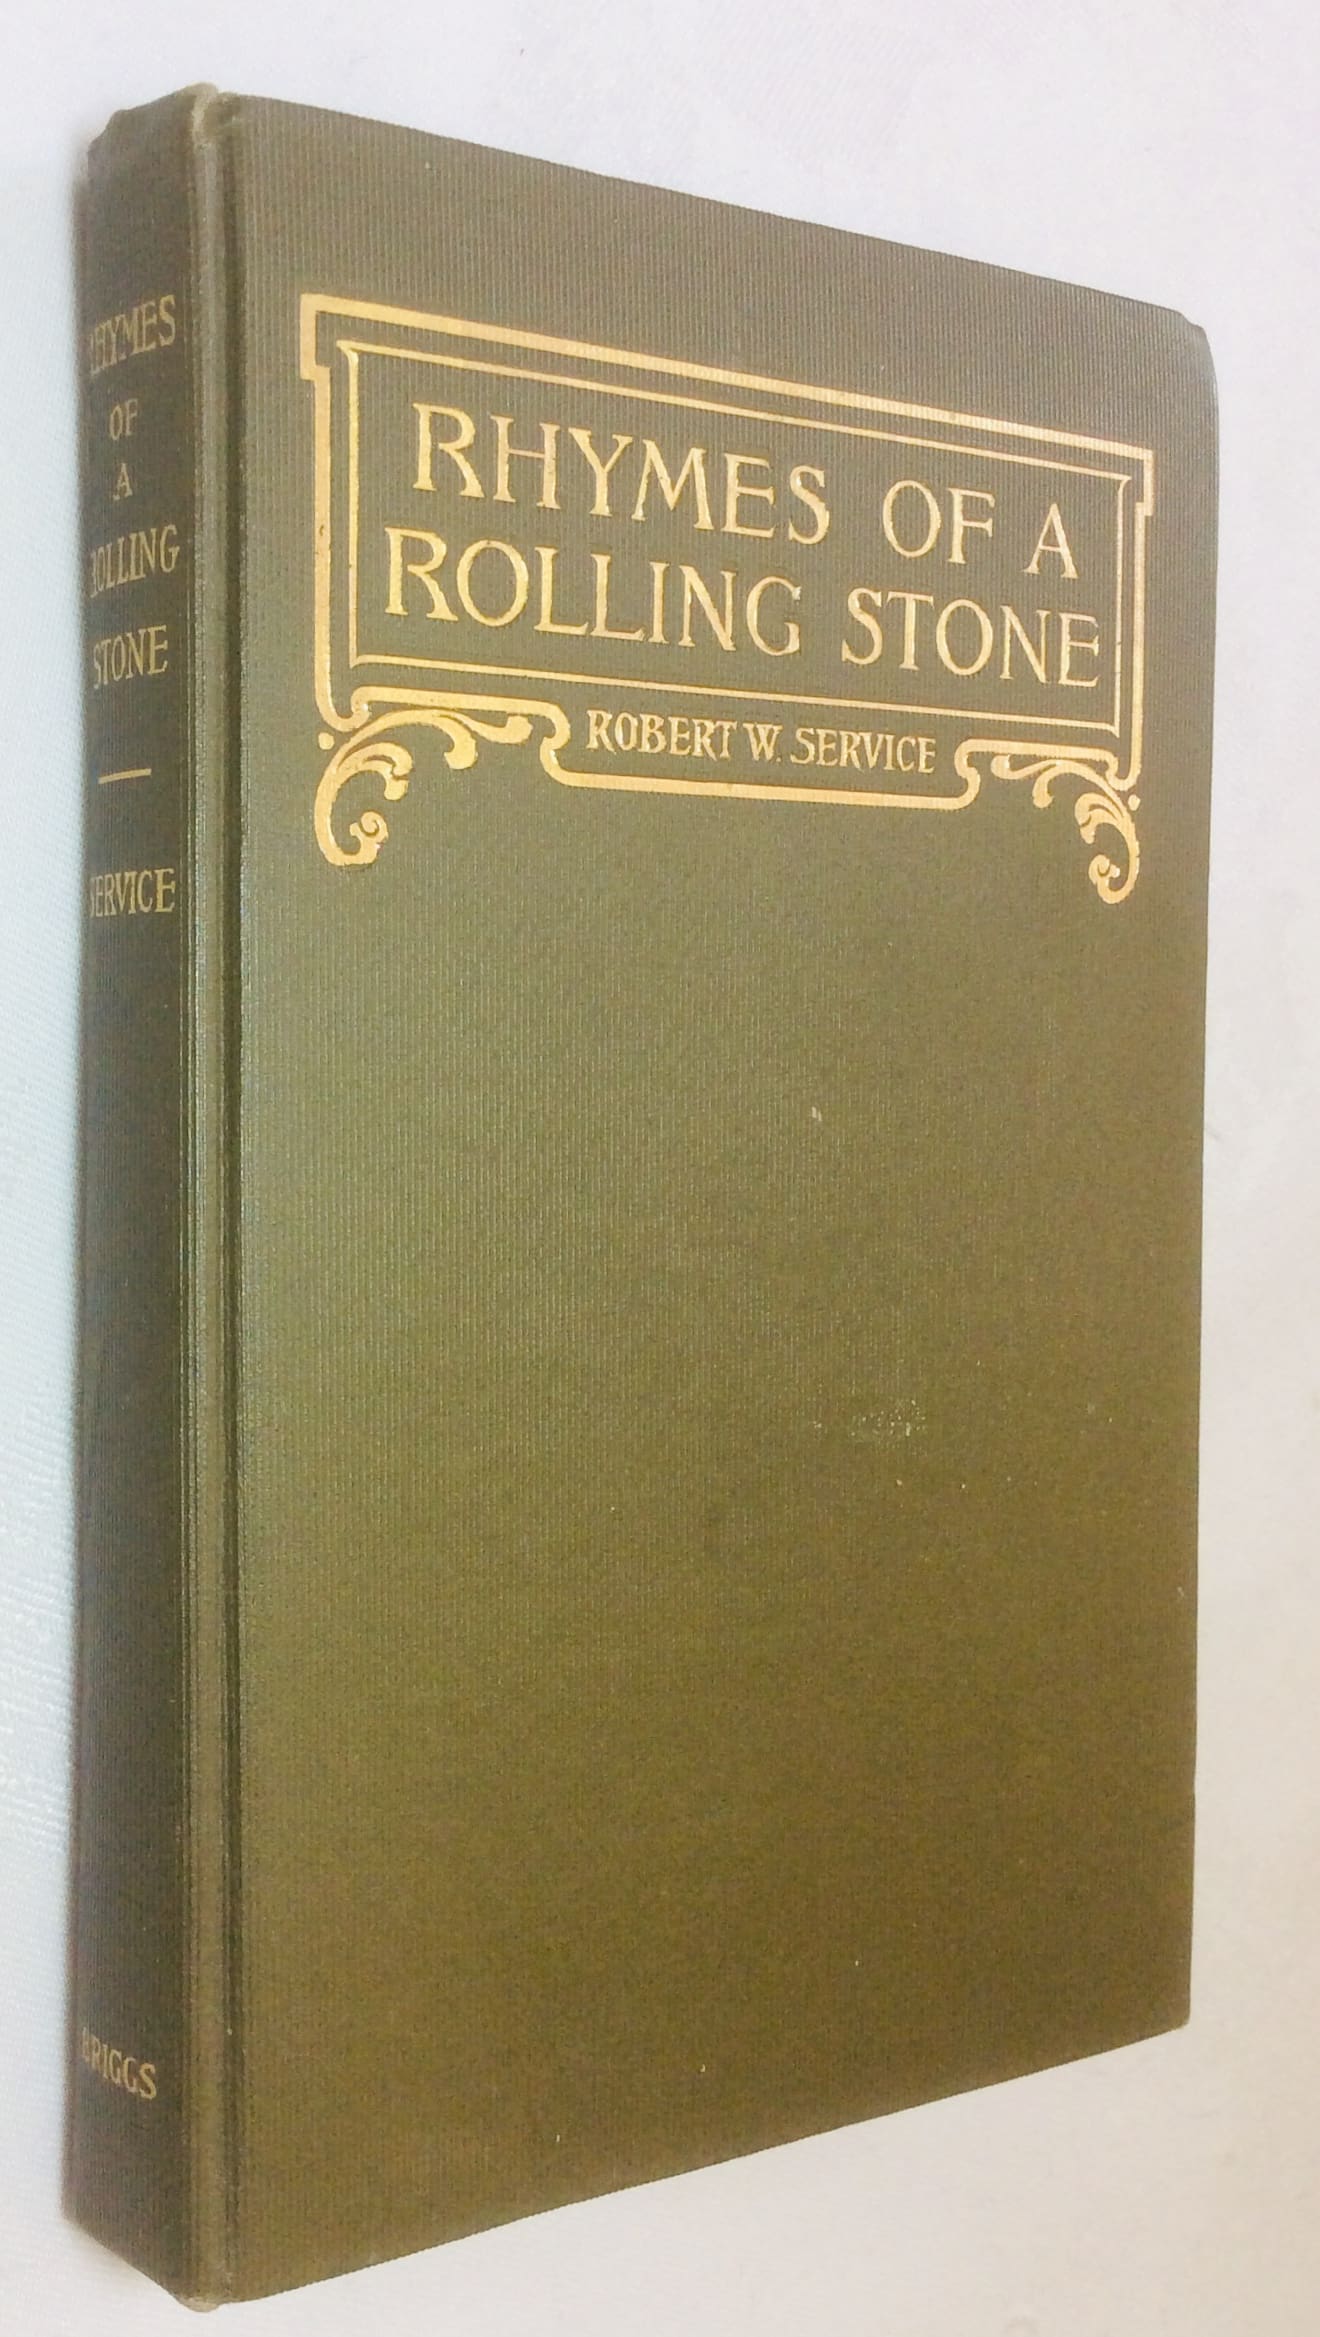 RHYMES
OF
A
ROLLING
STONE
SERVICE
BRIGGS
RHYMES OF A
ROLLING STONE
ROBERT W. SERVICE